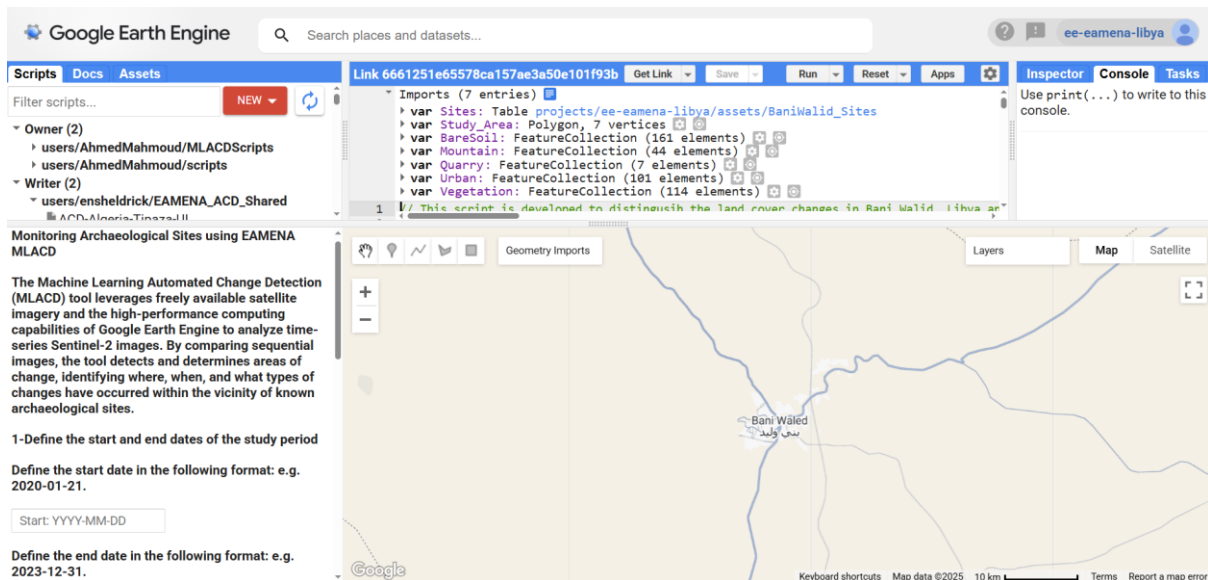 Google Earth Engine
Search places and datasets...
ee-eamena-libya
Scripts Docs Assets
Filter scripts...
NEW
Owner (2)
users/AhmedMahmoud/MLACDScripts
users/AhmedMahmoud/scripts
Writer (2)
users/ensheldrick/EAMENA_ACD_Shared
ACD-Algeria-Tipaza-UI
Link 6661251e65578ca157ae3a50e101f93b Get Link Save Run Reset Apps
Imports (7 entries)
var Sites: Table projects/ee-eamena-libya/assets/BaniWalid_Sites
var Study_Area: Polygon, 7 vertices
var BareSoil: FeatureCollection (161 elements)
var Mountain: FeatureCollection (44 elements)
var Quarry: FeatureCollection (7 elements)
var Urban: FeatureCollection (101 elements)
var Vegetation: FeatureCollection (114 elements)
1 // This script is developed to distingusih the land cover changes in Bani Walid, Libya
Inspector Console Tasks
Use print(...) to write to this
console.
Monitoring Archaeological Sites using EAMENA
MLACD
The Machine Learning Automated Change Detection
(MLACD) tool leverages freely available satellite
imagery and the high-performance computing
capabilities of Google Earth Engine to analyze time-
series Sentinel-2 images. By comparing sequential
images, the tool detects and determines areas of
change, identifying where, when, and what types of
changes have occurred within the vicinity of known
archaeological sites.
1-Define the start and end dates of the study period
Define the start date in the following format: e.g.
2020-01-21.
Start: YYYY-MM-DD
Define the end date in the following format: e.g.
2023-12-31.
Geometry Imports
Layers
Map Satellite
+
−
Bani Waled
بني وليد
Google
Keyboard shortcuts Map data ©2025 10 km Terms Report a map error